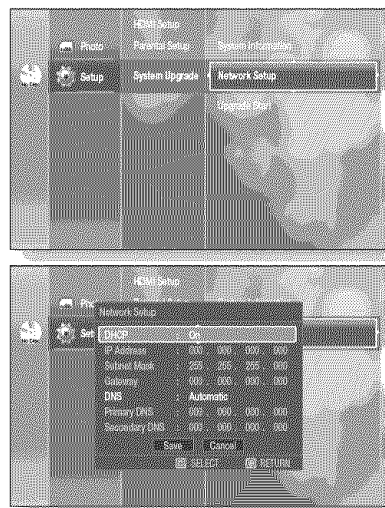 HDMI Setup
Photo Parental Setup System Information
Setup System Upgrade Network Setup
Upgrade Start
HDMI Setup
Network Setup
DHCP : On
IP Address : 000 . 000 . 000 . 000
Subnet Mask : 255 . 255 . 255 . 000
Gateway : 000 . 000 . 000 . 000
DNS : Automatic
Primary DNS : 000 . 000 . 000 . 000
Secondary DNS : 000 . 000 . 000 . 000
Save Cancel
SELECT RETURN